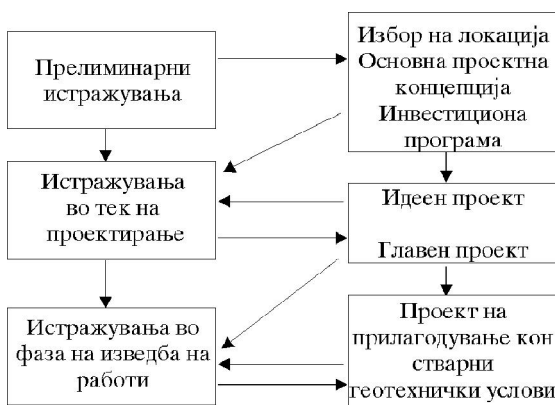 Прелиминарни
истражувања
Избор на локација
Основна проектна
концепција
Инвестициона
програма
Истражувања
во тек на
проектирање
Идеен проект
Главен проект
Истражувања во
фаза на изведба на
работи
Проект на
прилагодување кон
стварни
геотехнички услови